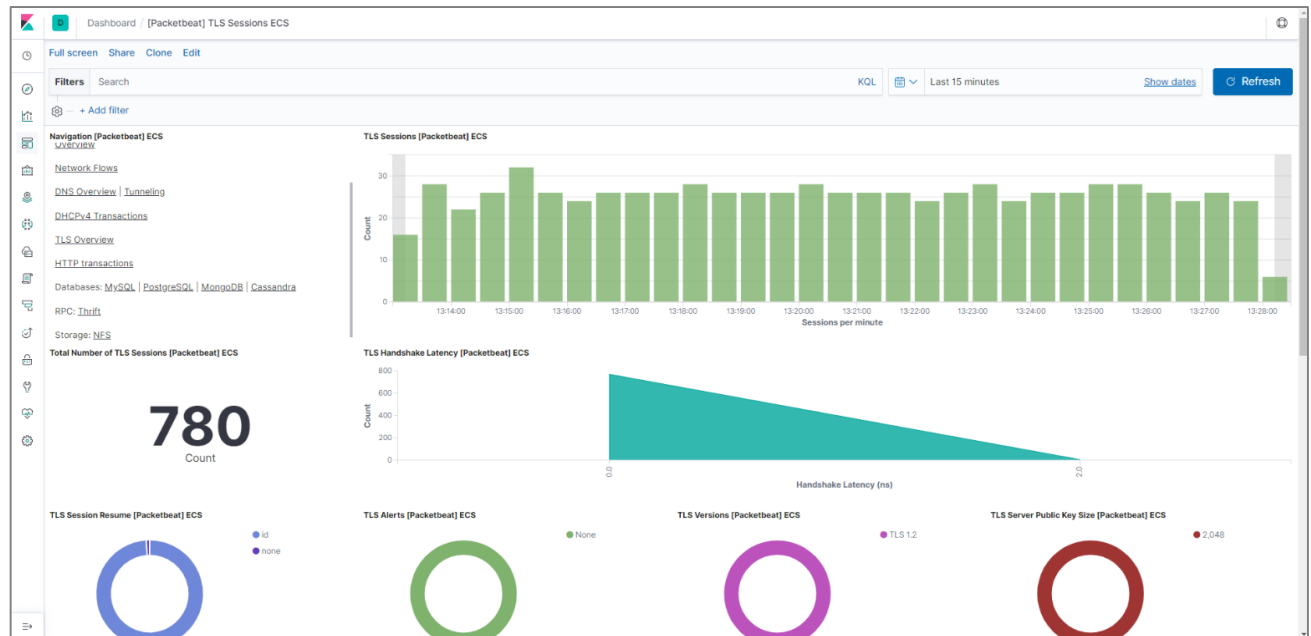 D Dashboard / [Packetbeat] TLS Sessions ECS
Full screen Share Clone Edit
Filters Search KQL Last 15 minutes Show dates Refresh
+ Add filter
Navigation [Packetbeat] ECS
Overview
Network Flows
DNS Overview | Tunneling
DHCPv4 Transactions
TLS Overview
HTTP transactions
Databases: MySQL | PostgreSQL | MongoDB | Cassandra
RPC: Thrift
Storage: NFS
TLS Sessions [Packetbeat] ECS
30
20
10
0
Count
13:14:00 13:15:00 13:16:00 13:17:00 13:18:00 13:19:00 13:20:00 13:21:00 13:22:00 13:23:00 13:24:00 13:25:00 13:26:00 13:27:00 13:28:00
Sessions per minute
Total Number of TLS Sessions [Packetbeat] ECS
780
Count
TLS Handshake Latency [Packetbeat] ECS
800
600
400
200
0
Count
0.0 2.0
Handshake Latency (ns)
TLS Session Resume [Packetbeat] ECS
id
none
TLS Alerts [Packetbeat] ECS
None
TLS Versions [Packetbeat] ECS
TLS 1.2
TLS Server Public Key Size [Packetbeat] ECS
2,048